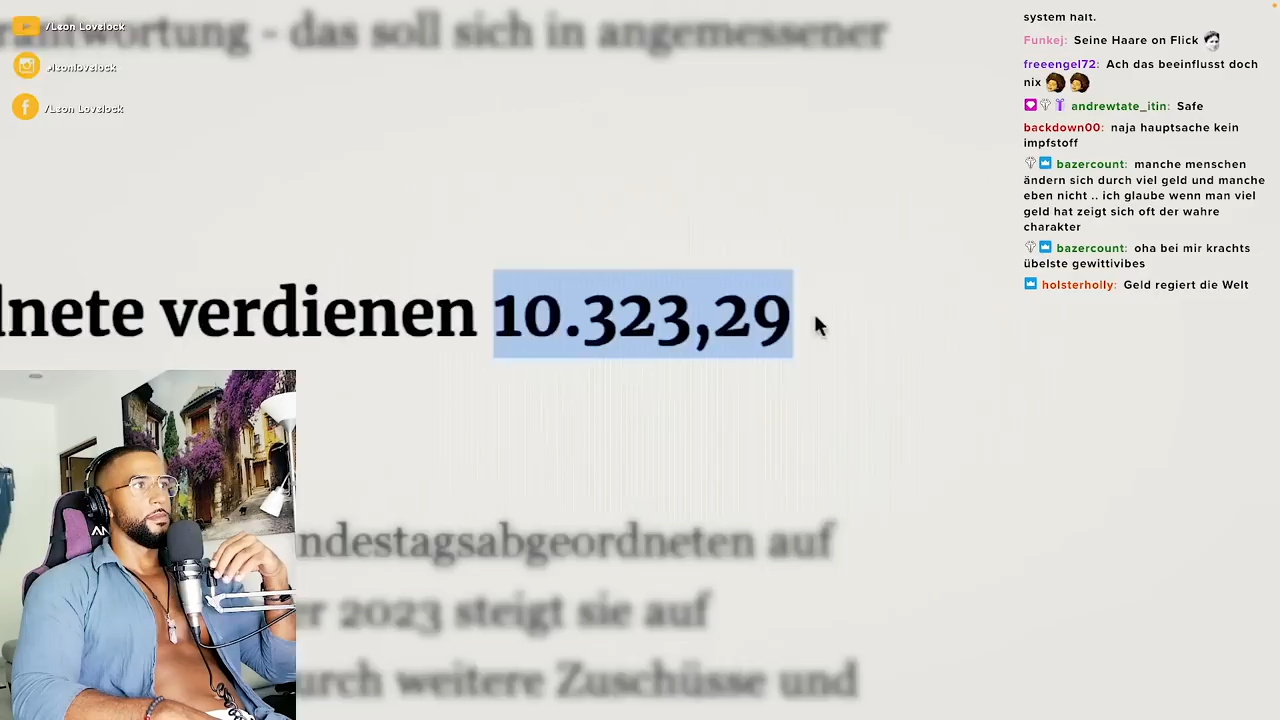 rantwortung - das soll sich in angemessener
/Leon Lovelock
leonlovelock
/Leon Lovelock
dnete verdienen 10.323,29
ndestagsabgeordneten auf
r 2023 steigt sie auf
urch weitere Zuschüsse und
system halt.
Funkej: Seine Haare on Flick
freeengel72: Ach das beeinflusst doch
nix
andrewtate_itin: Safe
backdown00: naja hauptsache kein
impfstoff
bazercount: manche menschen
ändern sich durch viel geld und manche
eben nicht .. ich glaube wenn man viel
geld hat zeigt sich oft der wahre
charakter
bazercount: oha bei mir krachts
übelste gewittivibes
holsterholly: Geld regiert die Welt